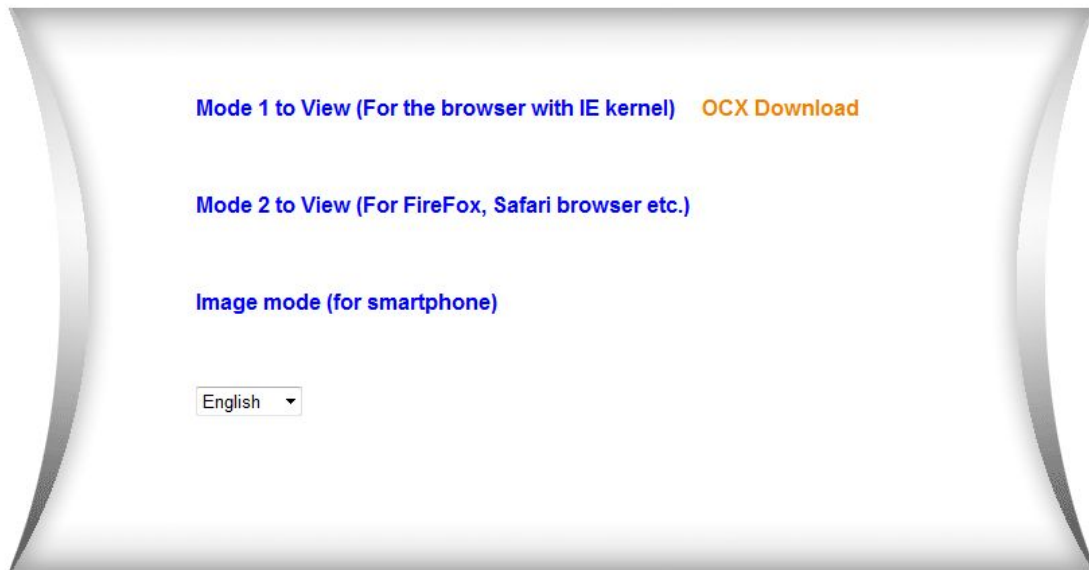 Mode 1 to View (For the browser with IE kernel) OCX Download
Mode 2 to View (For FireFox, Safari browser etc.)
Image mode (for smartphone)
English